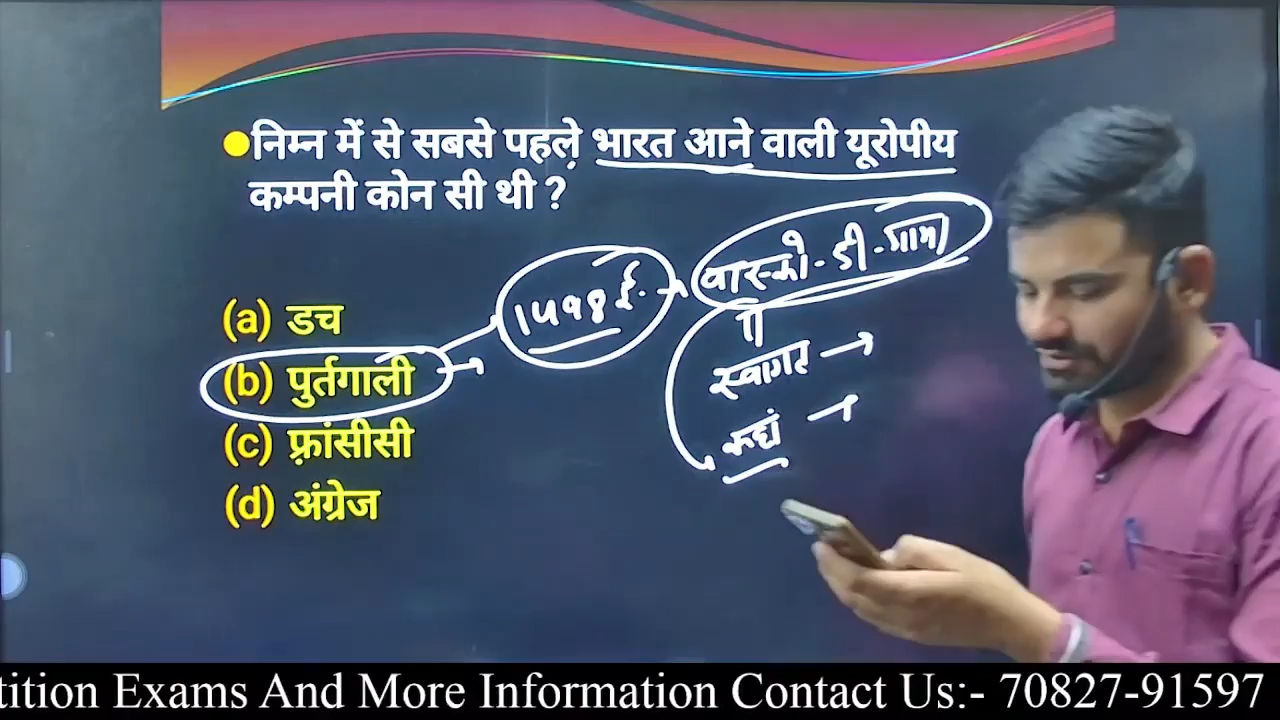 निम्न में से सबसे पहले भारत आने वाली यूरोपीय
कम्पनी कोन सी थी ?
1498 ई.
वास्को-डी-गामा
(a) डच
(b) पुर्तगाली
स्वागत
(c) फ़्रांसीसी
कहां
(d) अंग्रेज
tition Exams And More Information Contact Us:- 70827-91597